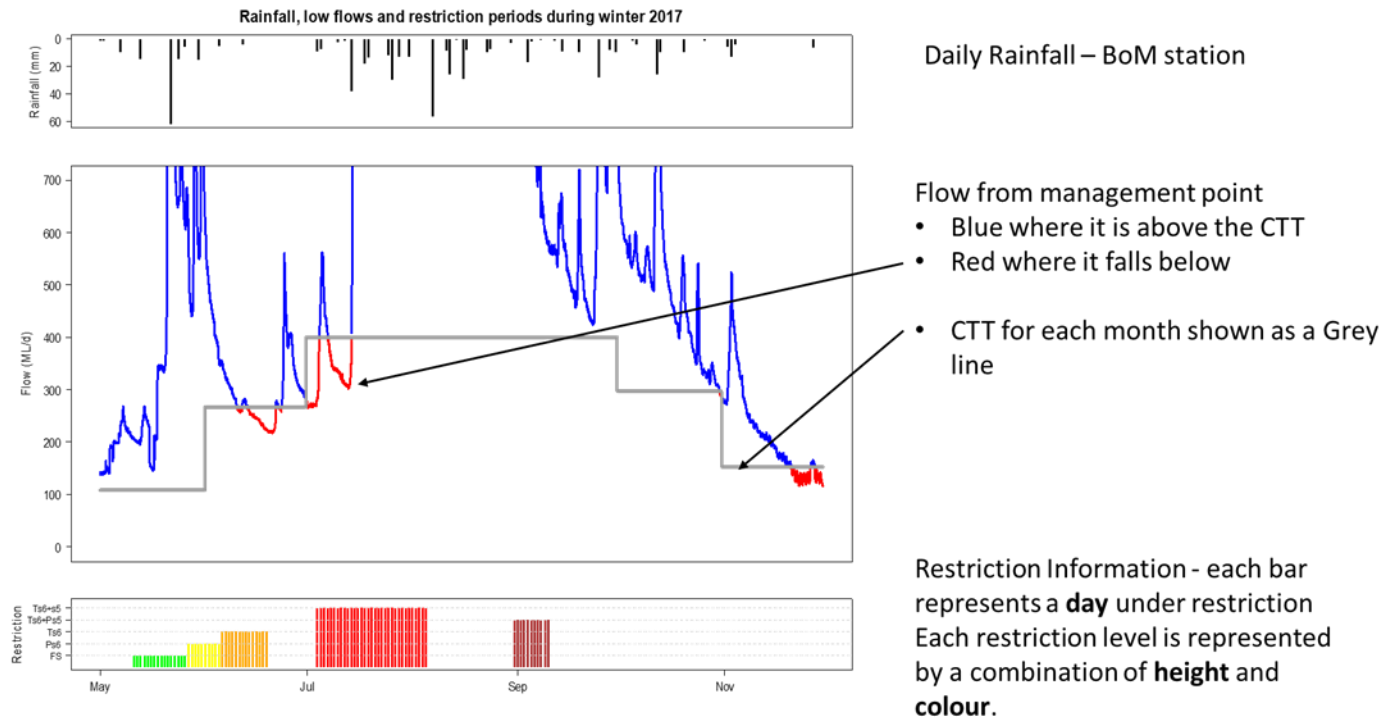 Rainfall, low flows and restriction periods during winter 2017
Rainfall (mm)
0
20
40
60
Daily Rainfall – BoM station
Flow (ML/d)
700
600
500
400
300
200
100
0
Flow from management point
• Blue where it is above the CTT
• Red where it falls below
• CTT for each month shown as a Grey
line
Restriction
Ts6+s5
Ts6+Ps5
Ts6
Ps6
FS
May
Jul
Sep
Nov
Restriction Information - each bar
represents a day under restriction
Each restriction level is represented
by a combination of height and
colour.